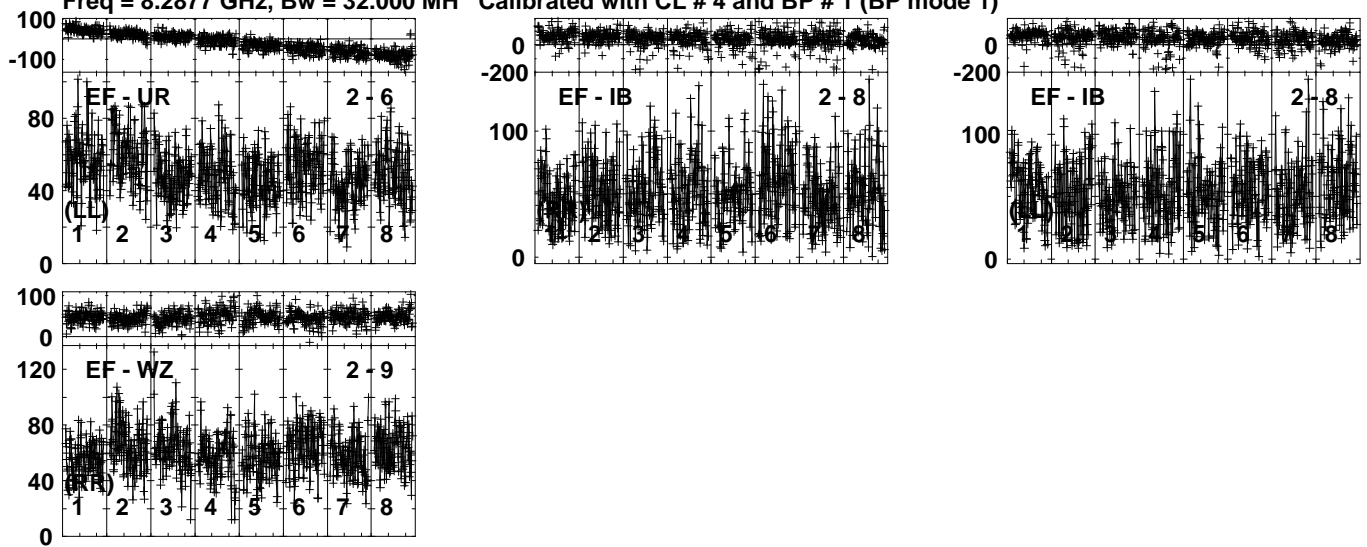 Freq = 8.2877 GHz, Bw = 32.000 MH Calibrated with CL # 4 and BP # 1 (BP mode 1)
100
-100
EF - UR 2 - 6
80
40
(LL)
1 2 3 4 5 6 7 8
0
0
-200
EF - IB 2 - 8
100
1 2 3 4 5 6 7 8
0
0
-200
EF - IB 2 - 8
100
1 2 3 4 5 6 7 8
0
100
0
EF - WZ 2 - 9
120
80
40
(RR)
1 2 3 4 5 6 7 8
0